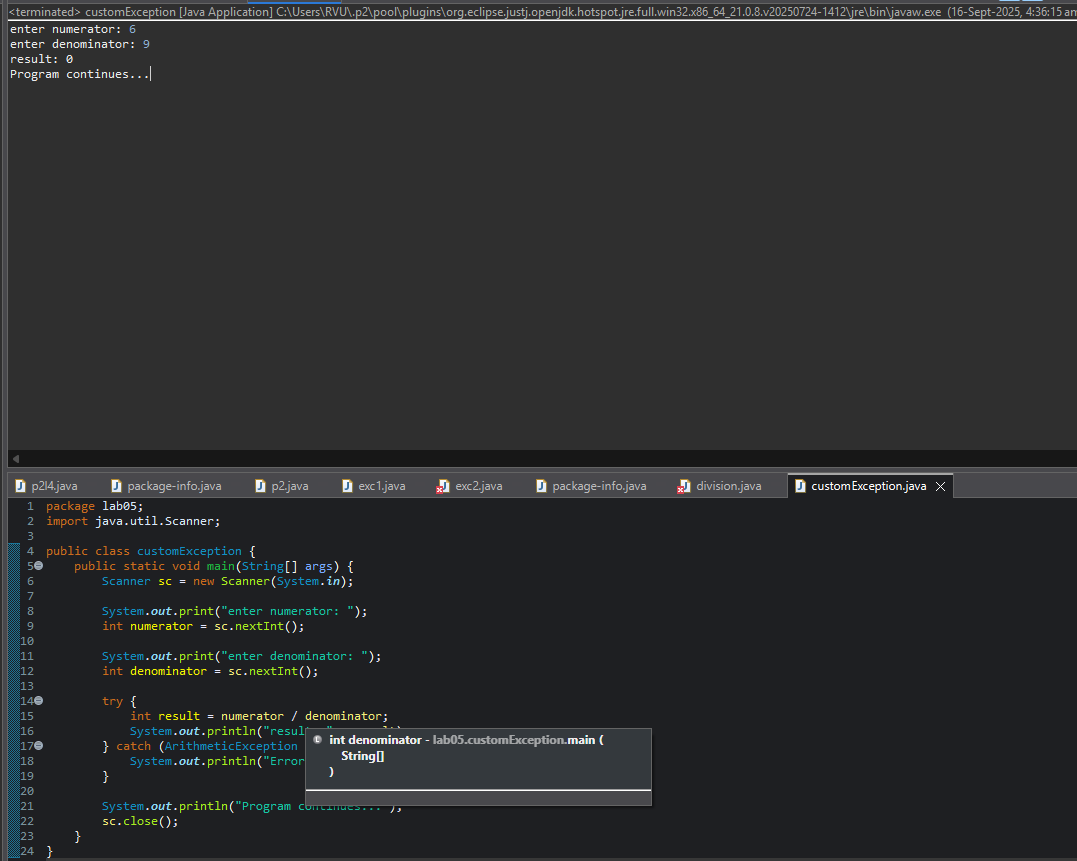 <terminated> customException [Java Application] C:\Users\RVU\.p2\pool\plugins\org.eclipse.justj.openjdk.hotspot.jre.full.win32.x86_64_21.0.8.v20250724-1412\jre\bin\javaw.exe (16-Sept-2025, 4:36:15 am
enter numerator: 6
enter denominator: 9
result: 0
Program continues...
p2l4.java package-info.java p2.java exc1.java exc2.java package-info.java division.java customException.java
1 package lab05;
2 import java.util.Scanner;
3
4 public class customException {
5 public static void main(String[] args) {
6 Scanner sc = new Scanner(System.in);
7
8 System.out.print("enter numerator: ");
9 int numerator = sc.nextInt();
10
11 System.out.print("enter denominator: ");
12 int denominator = sc.nextInt();
13
14 try {
15 int result = numerator / denominator;
16 System.out.println("resul
17 } catch (ArithmeticException
18 System.out.println("Error
19 }
20
21 System.out.println("Program continues...");
22 sc.close();
23 }
24 }
int denominator - lab05.customException.main (
String[]
)